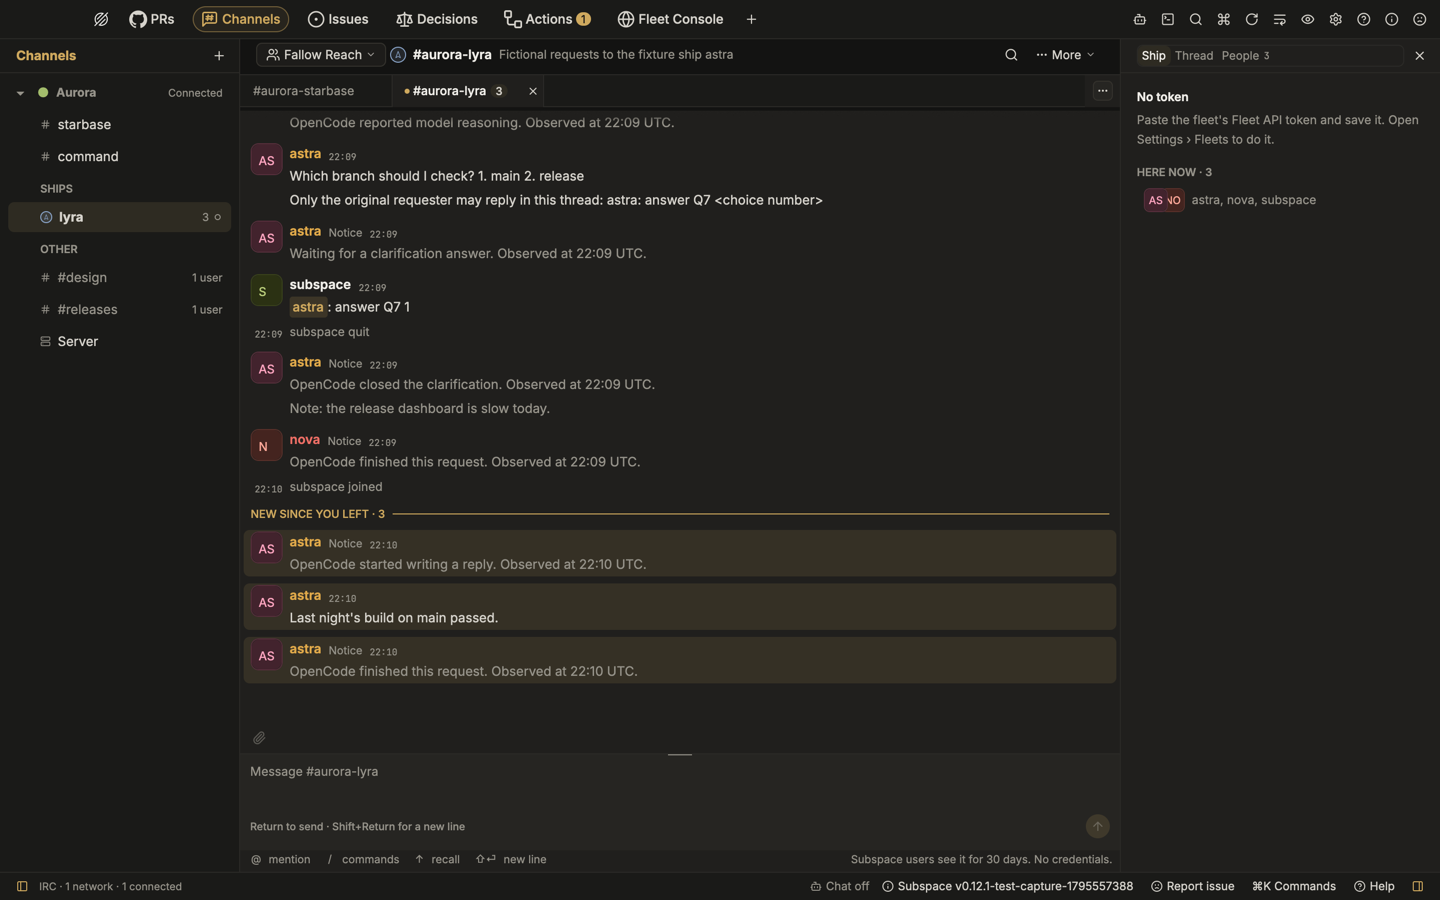 PRs
Channels
Issues
Decisions
Actions 1
Fleet Console
Channels
Aurora Connected
# starbase
# command
SHIPS
A lyra 3
OTHER
# #design 1 user
# #releases 1 user
Server
Fallow Reach
A #aurora-lyra Fictional requests to the fixture ship astra
More
#aurora-starbase
#aurora-lyra 3
OpenCode reported model reasoning. Observed at 22:09 UTC.
AS astra 22:09
Which branch should I check? 1. main 2. release
Only the original requester may reply in this thread: astra: answer Q7 <choice number>
AS astra Notice 22:09
Waiting for a clarification answer. Observed at 22:09 UTC.
S subspace 22:09
astra : answer Q7 1
22:09 subspace quit
AS astra Notice 22:09
OpenCode closed the clarification. Observed at 22:09 UTC.
Note: the release dashboard is slow today.
N nova Notice 22:09
OpenCode finished this request. Observed at 22:09 UTC.
22:10 subspace joined
NEW SINCE YOU LEFT · 3
AS astra Notice 22:10
OpenCode started writing a reply. Observed at 22:10 UTC.
AS astra 22:10
Last night's build on main passed.
AS astra Notice 22:10
OpenCode finished this request. Observed at 22:10 UTC.
Message #aurora-lyra
Return to send · Shift+Return for a new line
@ mention / commands ↑ recall ⇧↵ new line
Subspace users see it for 30 days. No credentials.
Ship Thread People 3
No token
Paste the fleet's Fleet API token and save it. Open
Settings › Fleets to do it.
HERE NOW · 3
AS NO astra, nova, subspace
IRC · 1 network · 1 connected
Chat off
Subspace v0.12.1-test-capture-1795557388
Report issue
⌘K Commands
Help